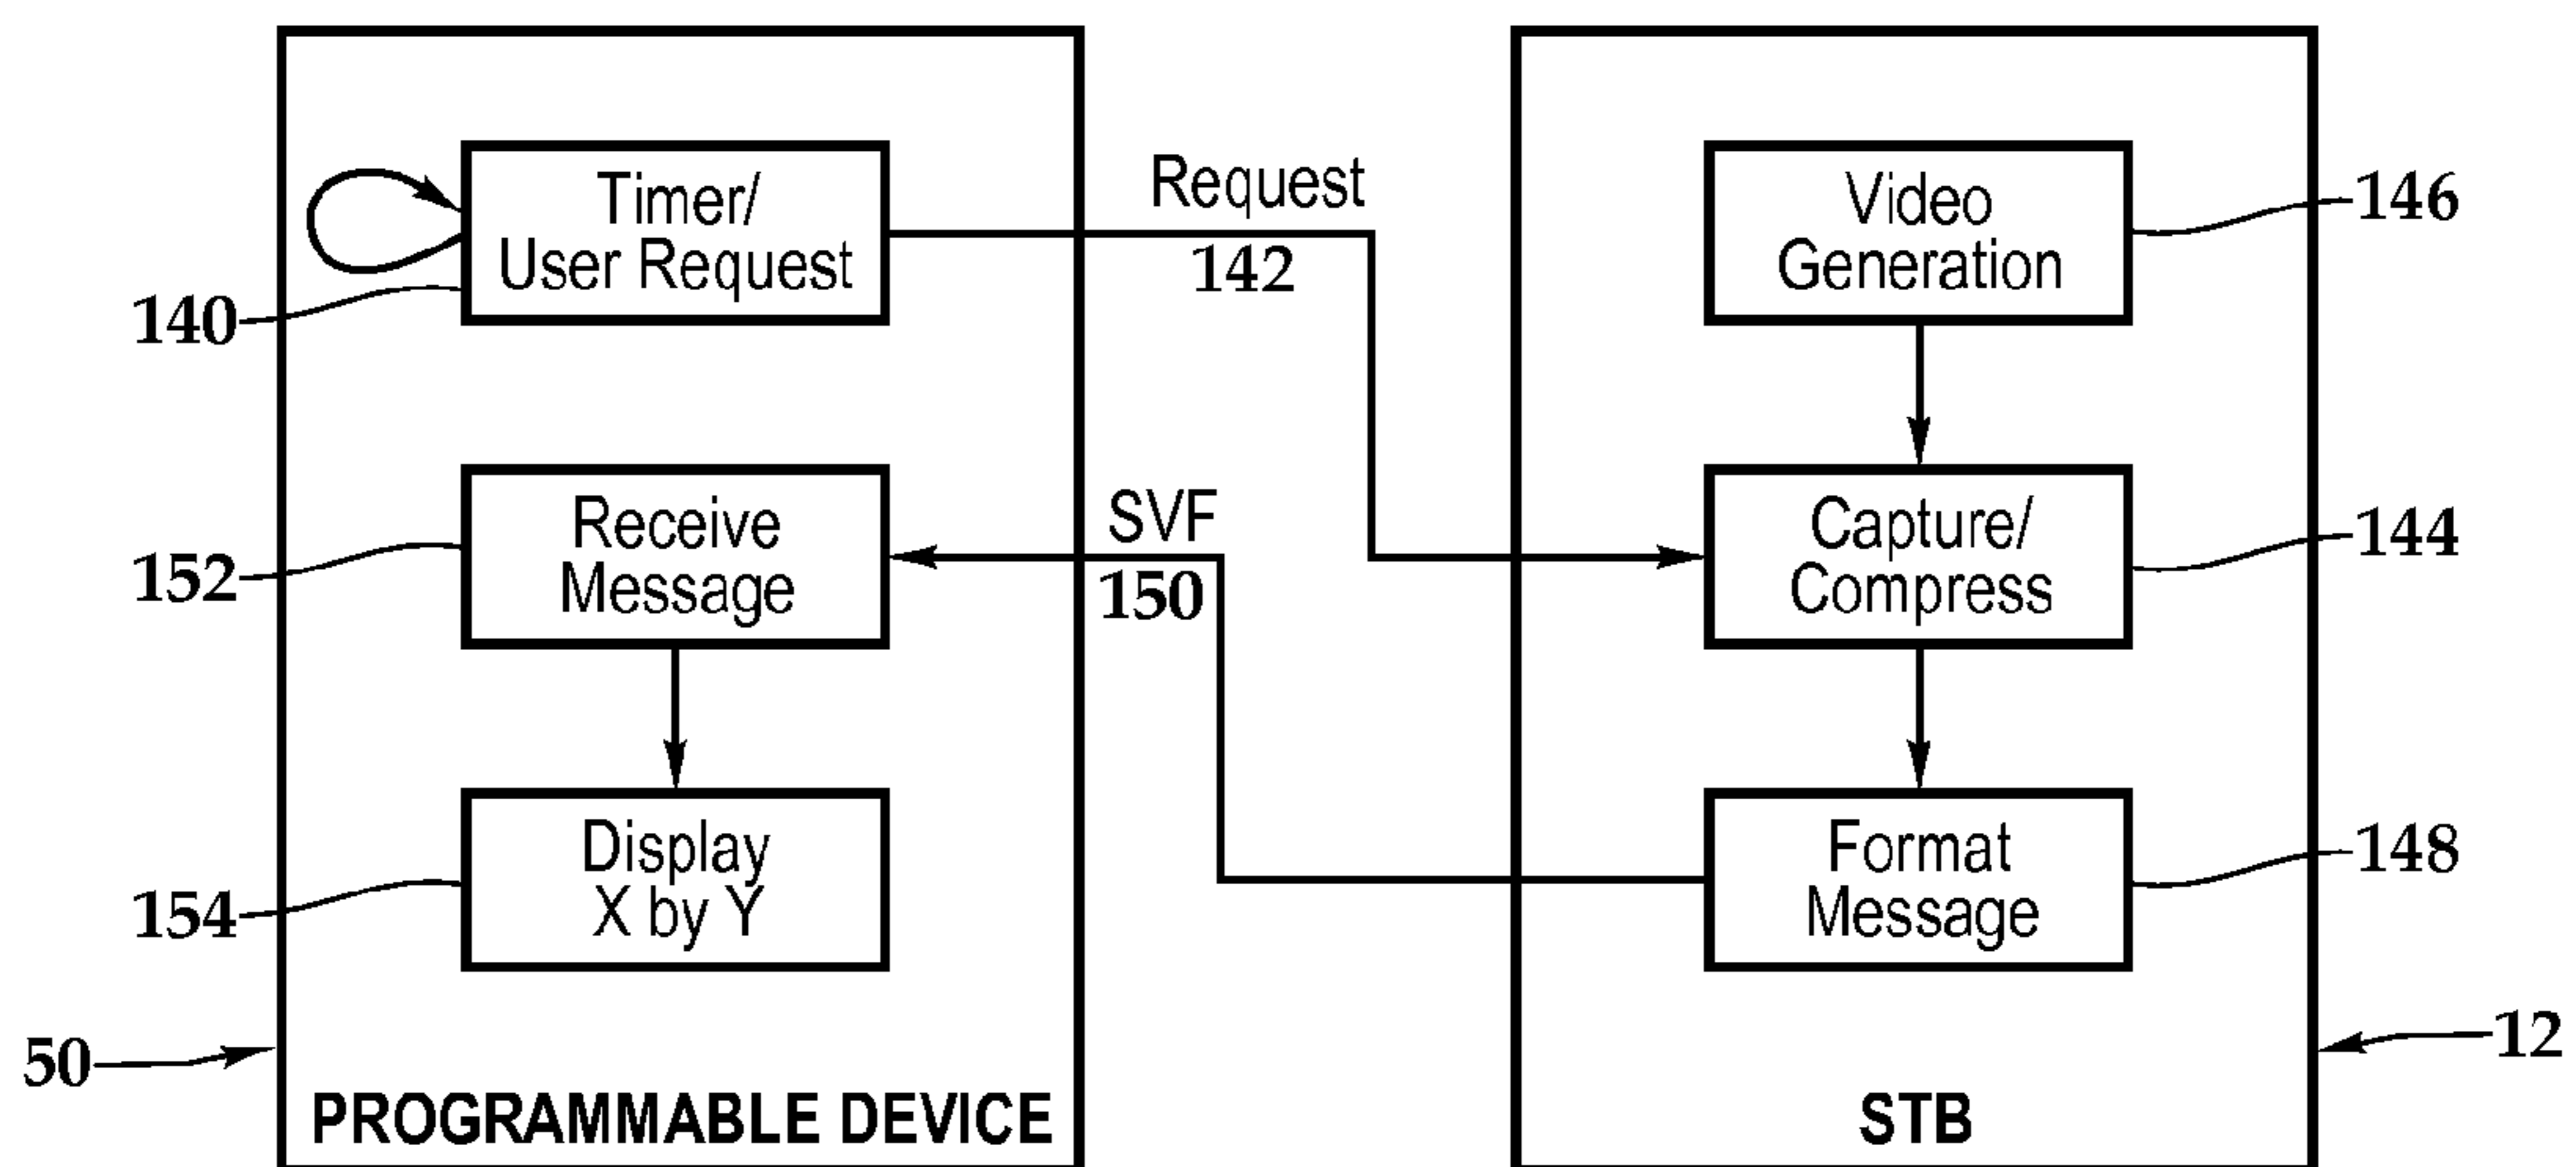 Timer/
User Request
140
Request
142
Video
Generation
146
Receive
Message
152
SVF
150
Capture/
Compress
144
Display
X by Y
154
Format
Message
148
50
PROGRAMMABLE DEVICE
STB
12